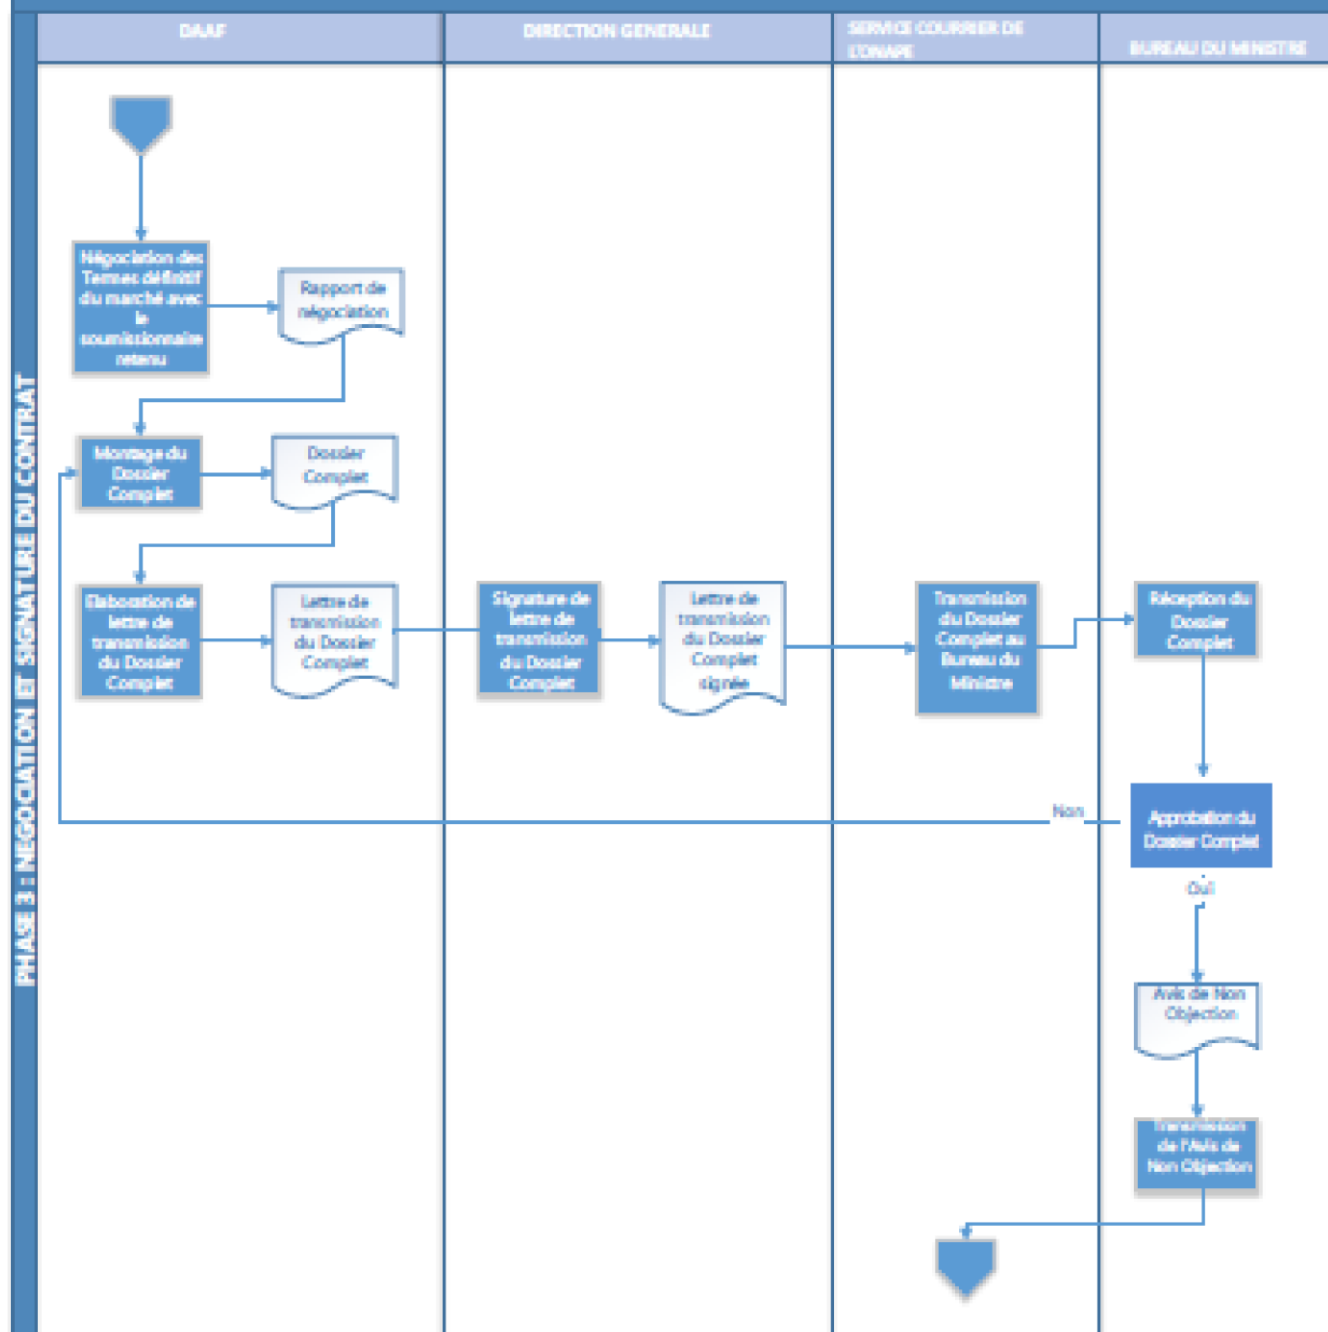 DAAF
DIRECTION GENERALE
SERVICE COURRIER DE
L'ONAPE
BUREAU DU MINISTRE
PHASE 3 : NEGOCIATION ET SIGNATURE DU CONTRAT
Négociation des
Termes définitif
du marché avec
le
soumissionnaire
retenu
Rapport de
négociation
Montage du
Dossier
Complet
Dossier
Complet
Elaboration de
lettre de
transmission
du Dossier
Complet
Lettre de
transmission
du Dossier
Complet
Signature de
lettre de
transmission
du Dossier
Complet
Lettre de
transmission
du Dossier
Complet
signée
Transmission
du Dossier
Complet au
Bureau du
Ministre
Réception du
Dossier
Complet
Non
Approbation du
Dossier Complet
Oui
Avis de Non
Objection
Transmission
de l'Avis de
Non Objection